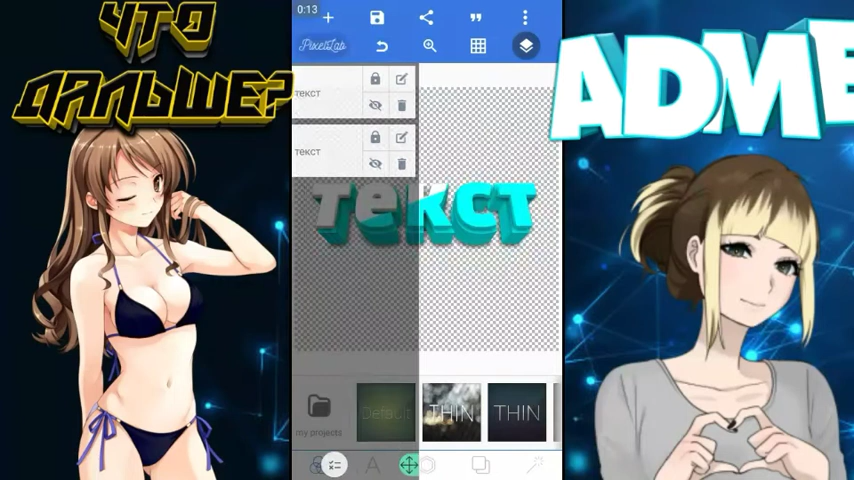 ЧТО
ДАЛЬШЕ?
0:13
PixelLab
текст
текст
текст
my projects
Default
THIN
THIN
A
ADME